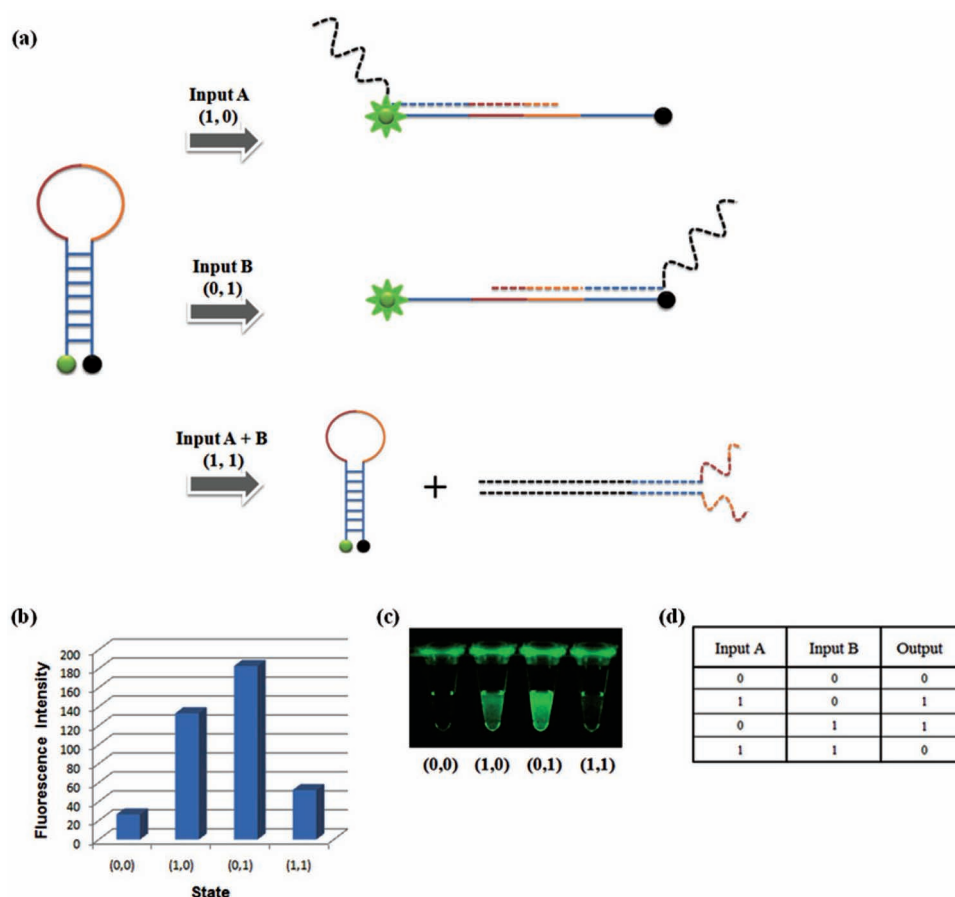 (a)
Input A
(1, 0)
Input B
(0, 1)
Input A + B
(1, 1)
+
(b)
Fluorescence Intensity
200
180
160
140
120
100
80
60
40
20
0
(0,0) (1,0) (0,1) (1,1)
State
(c)
(0,0) (1,0) (0,1) (1,1)
(d)
Input A Input B Output
0 0 0
1 0 1
0 1 1
1 1 0